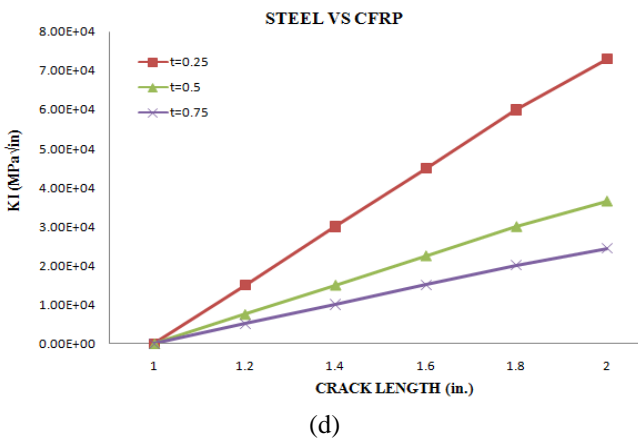 STEEL VS CFRP
8.00E+04
7.00E+04
6.00E+04
5.00E+04
4.00E+04
3.00E+04
2.00E+04
1.00E+04
0.00E+00
KI (MPa√in)
t=0.25
t=0.5
t=0.75
1 1.2 1.4 1.6 1.8 2
CRACK LENGTH (in.)
(d)